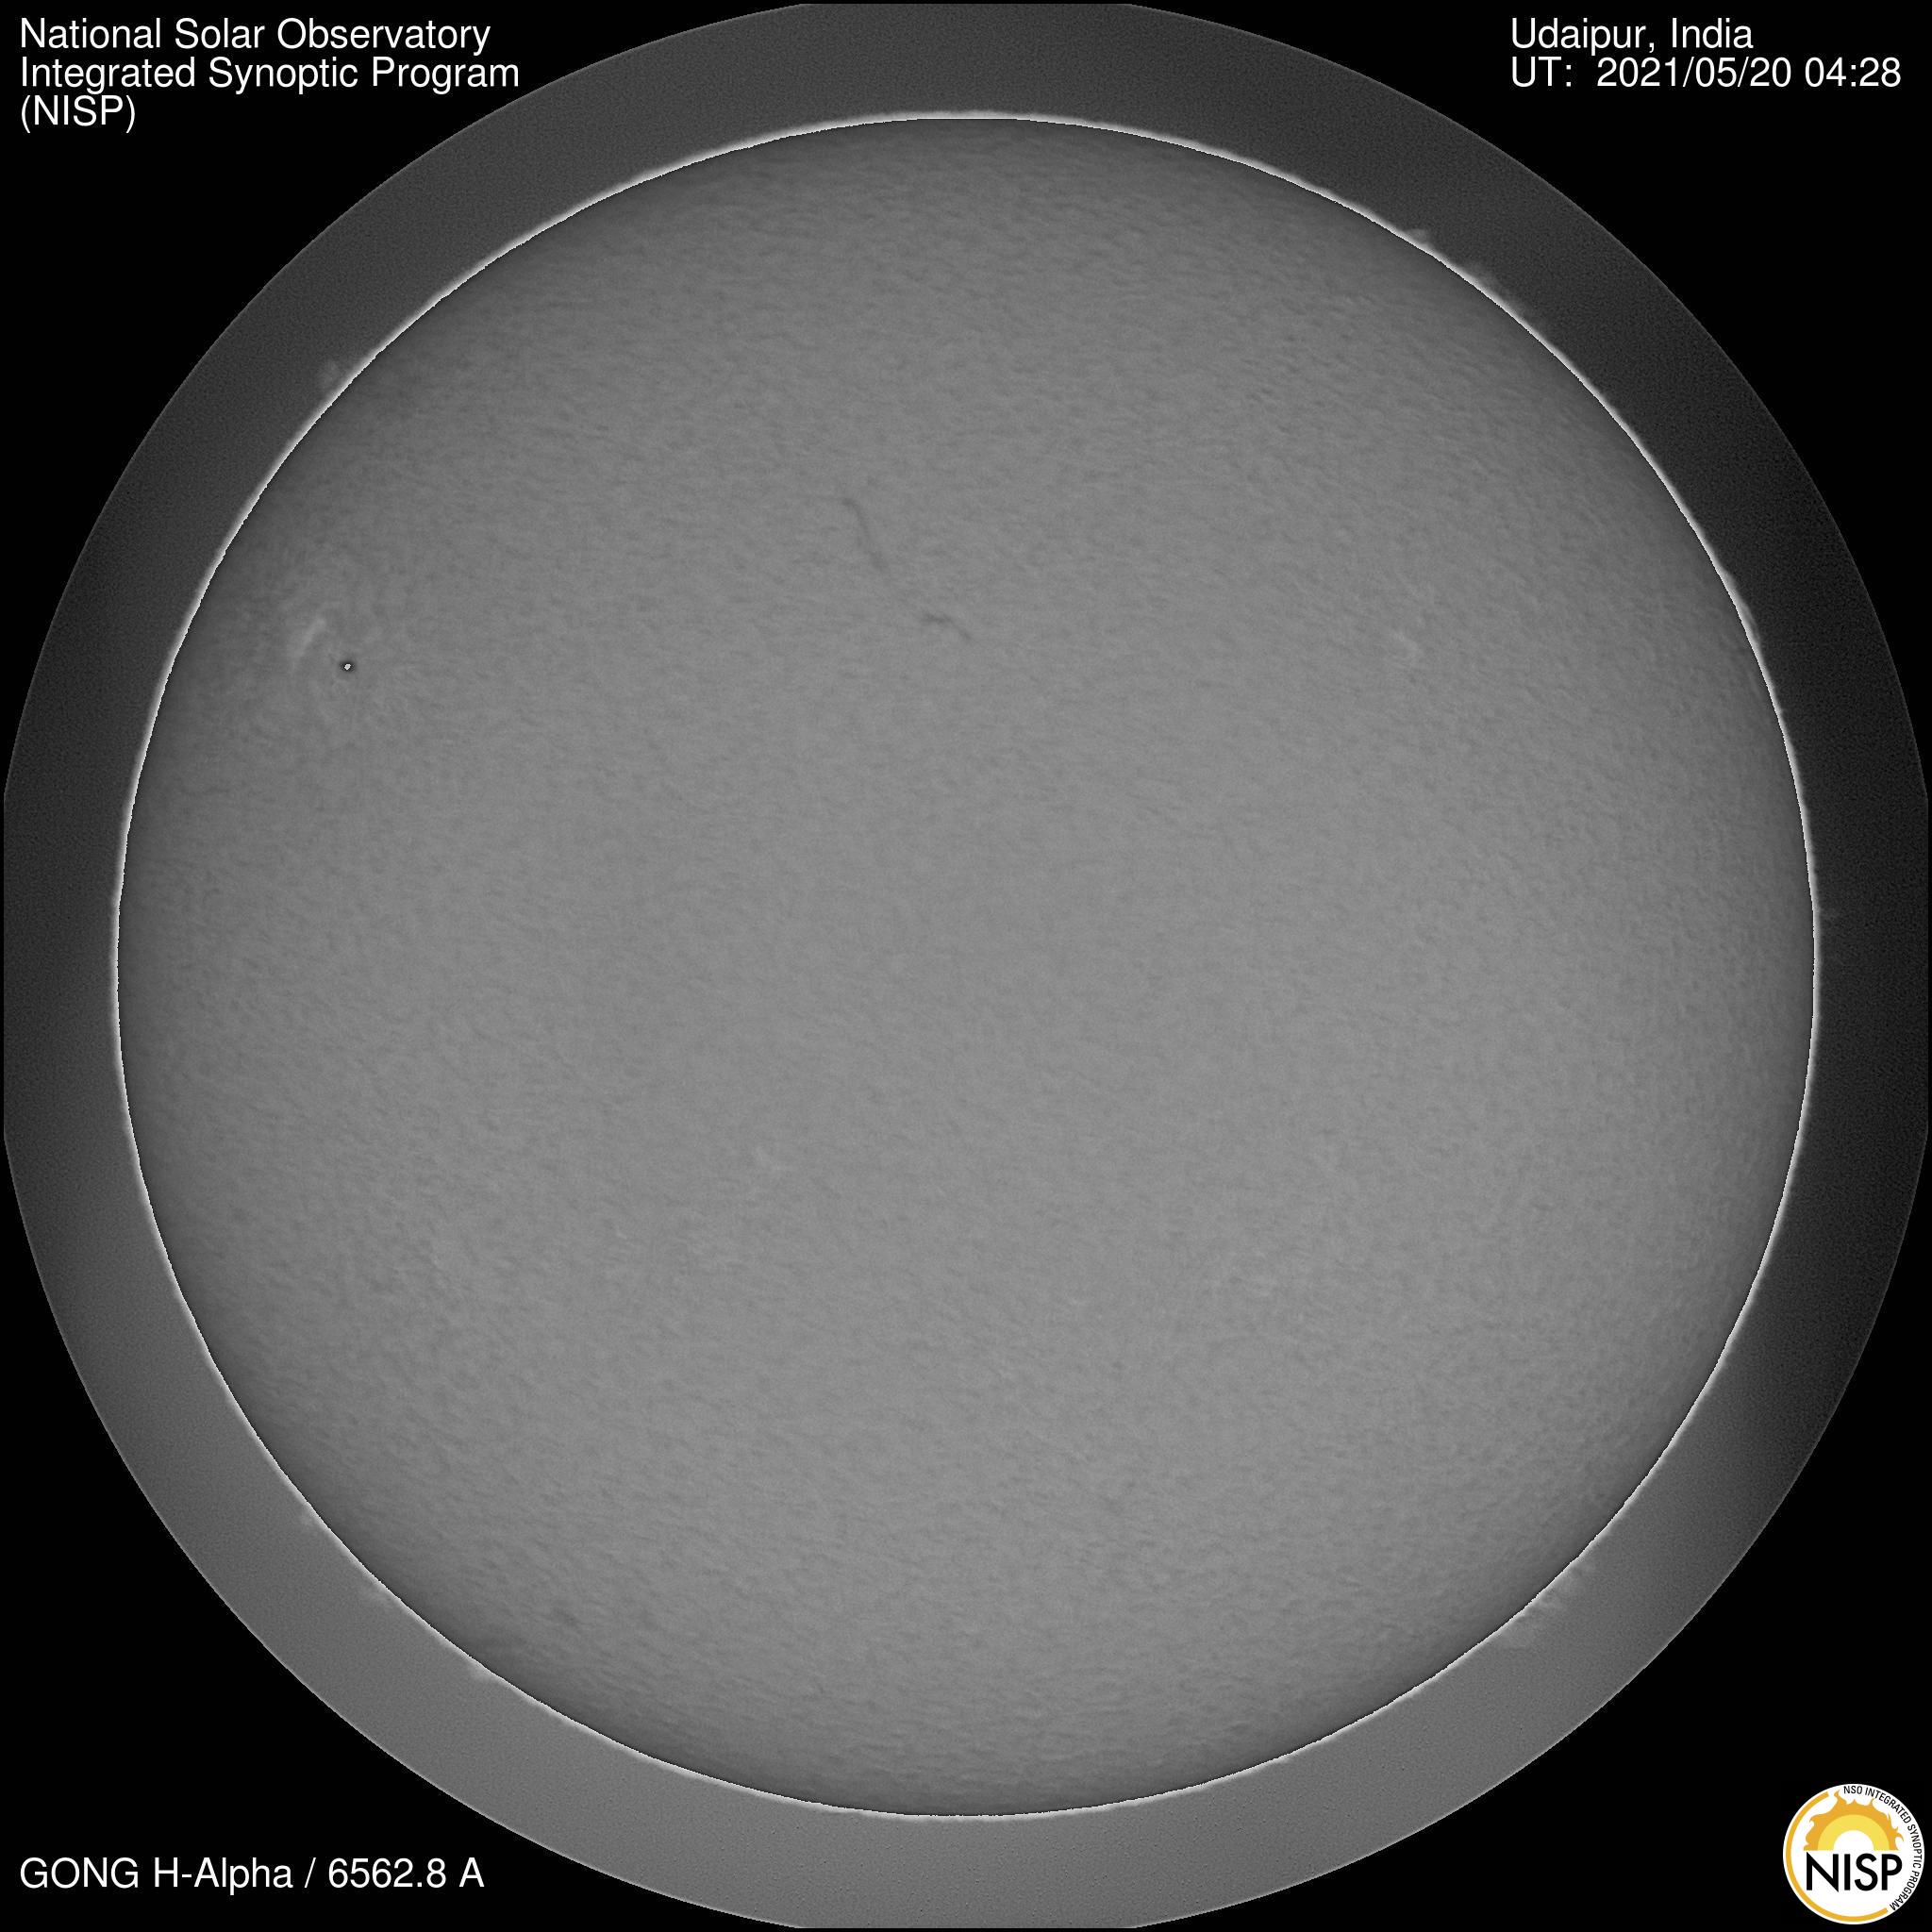 National Solar Observatory
Integrated Synoptic Program
(NISP)
Udaipur, India
UT: 2021/05/20 04:28
GONG H-Alpha / 6562.8 A
NSO INTEGRATED SYNOPTIC PROGRAM
NISP